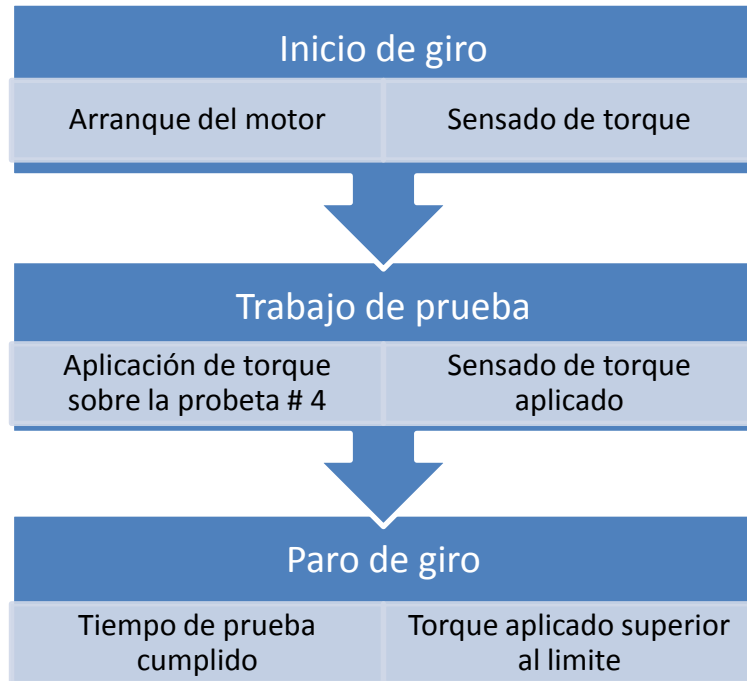 Inicio de giro
Arranque del motor
Sensado de torque
Trabajo de prueba
Aplicación de torque
sobre la probeta # 4
Sensado de torque
aplicado
Paro de giro
Tiempo de prueba
cumplido
Torque aplicado superior
al limite